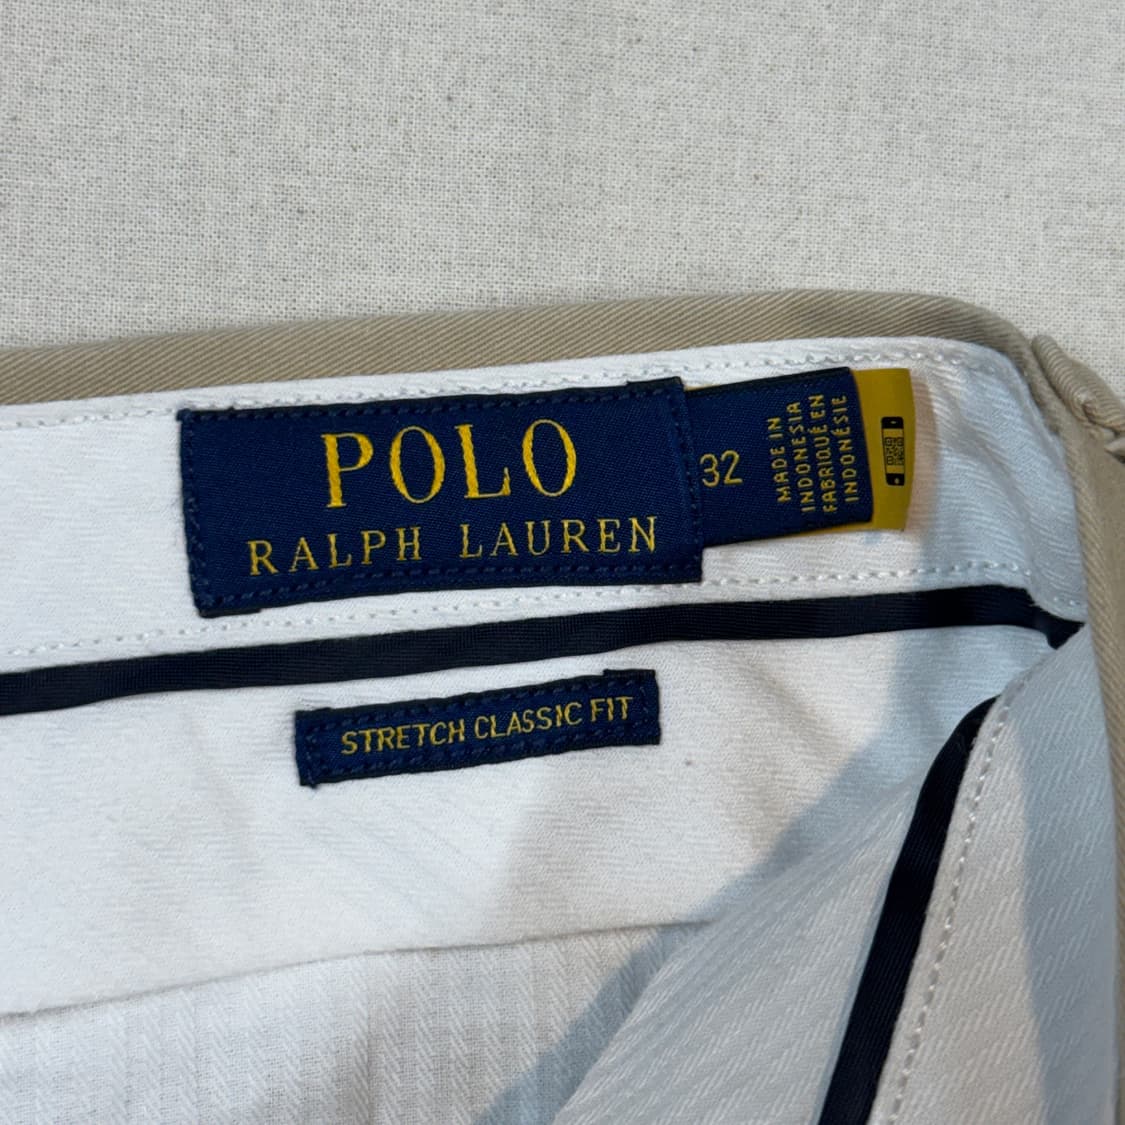 POLO
RALPH LAUREN
32
MADE IN
INDONESIA
FABRIQUÉ EN
INDONÉSIE
STRETCH CLASSIC FIT